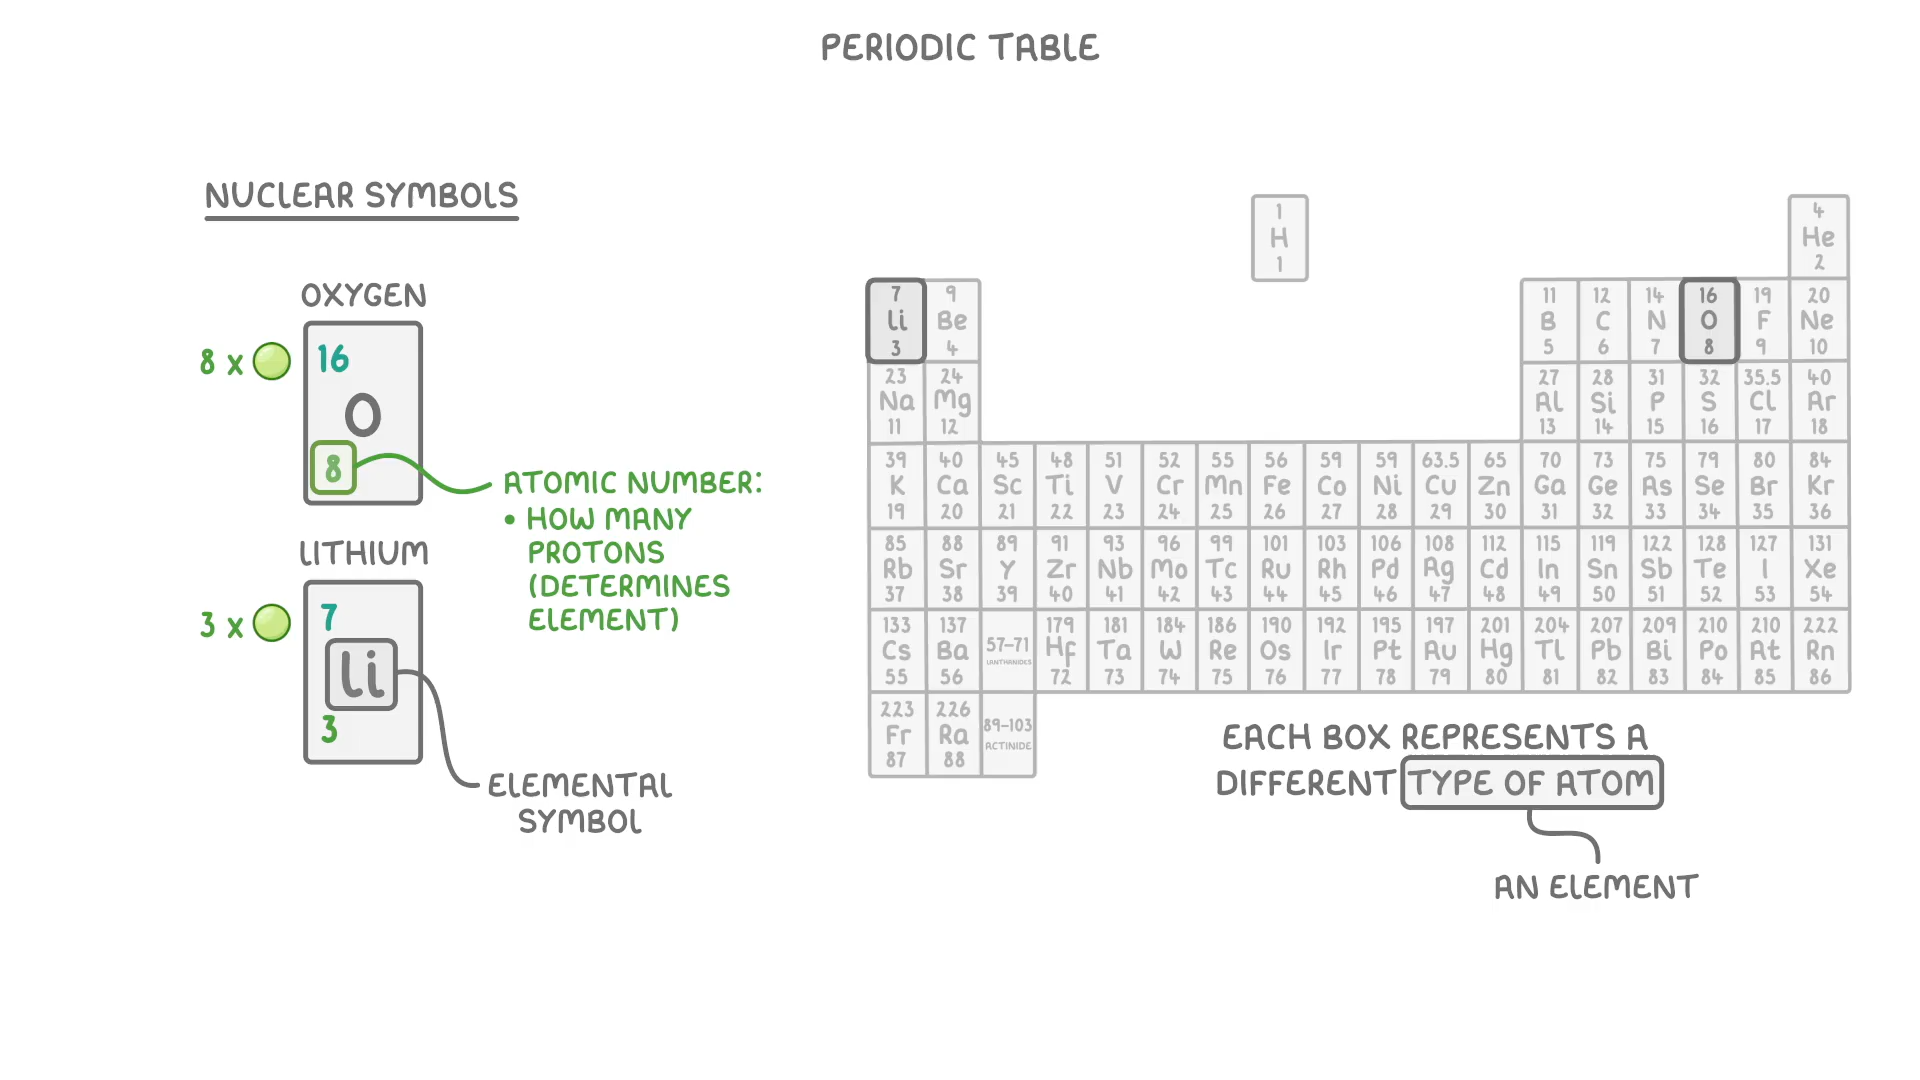 PERIODIC TABLE
NUCLEAR SYMBOLS
OXYGEN
8 x
16
O
8
ATOMIC NUMBER:
• HOW MANY
PROTONS
(DETERMINES
ELEMENT)
LITHIUM
3 x
7
Li
3
ELEMENTAL
SYMBOL
1
H
1
4
He
2
7 9 11 12 14 16 19 20
Li Be B C N O F Ne
3 4 5 6 7 8 9 10
23 24 27 28 31 32 35.5 40
Na Mg Al Si P S Cl Ar
11 12 13 14 15 16 17 18
39 40 45 48 51 52 55 56 59 59 63.5 65 70 73 75 79 80 84
K Ca Sc Ti V Cr Mn Fe Co Ni Cu Zn Ga Ge As Se Br Kr
19 20 21 22 23 24 25 26 27 28 29 30 31 32 33 34 35 36
85 88 89 91 93 96 99 101 103 106 108 112 115 119 122 128 127 131
Rb Sr Y Zr Nb Mo Tc Ru Rh Pd Ag Cd In Sn Sb Te I Xe
37 38 39 40 41 42 43 44 45 46 47 48 49 50 51 52 53 54
133 137 57-71 179 181 184 186 190 192 195 197 201 204 207 209 210 210 222
Cs Ba LANTHANIDES Hf Ta W Re Os Ir Pt Au Hg Tl Pb Bi Po At Rn
55 56 72 73 74 75 76 77 78 79 80 81 82 83 84 85 86
223 226 89-103
Fr Ra ACTINIDE
87 88
EACH BOX REPRESENTS A
DIFFERENT TYPE OF ATOM
AN ELEMENT